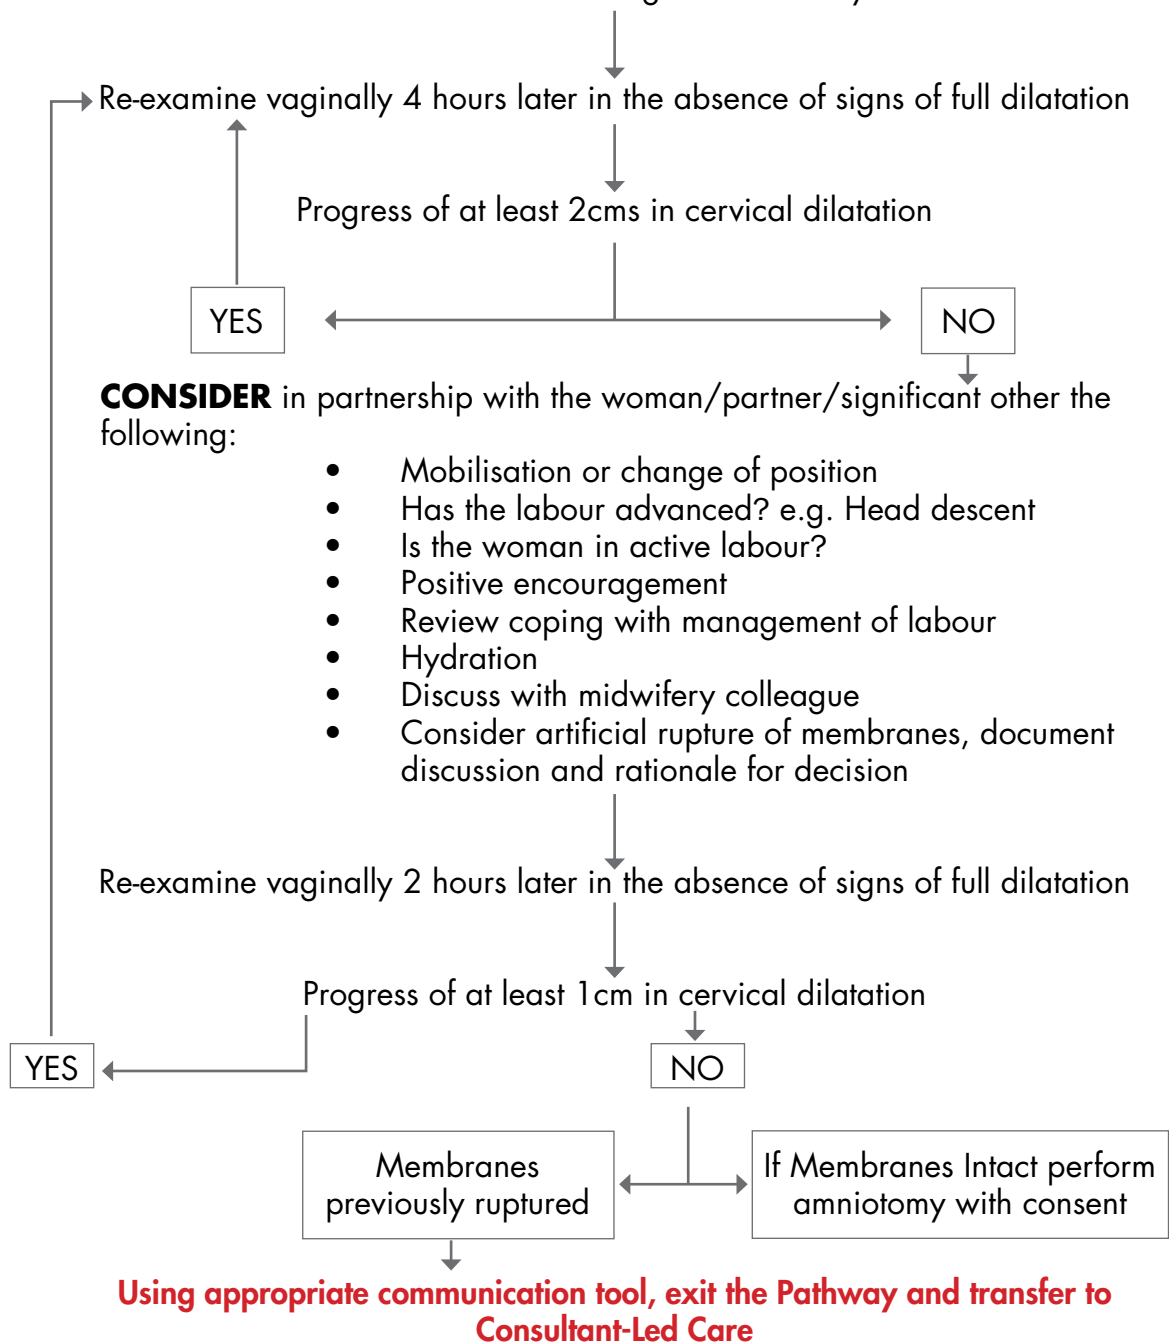 Re-examine vaginally 4 hours later in the absence of signs of full dilatation
Progress of at least 2cms in cervical dilatation
YES
NO
CONSIDER in partnership with the woman/partner/significant other the
following:
• Mobilisation or change of position
• Has the labour advanced? e.g. Head descent
• Is the woman in active labour?
• Positive encouragement
• Review coping with management of labour
• Hydration
• Discuss with midwifery colleague
• Consider artificial rupture of membranes, document
discussion and rationale for decision
Re-examine vaginally 2 hours later in the absence of signs of full dilatation
Progress of at least 1cm in cervical dilatation
YES
NO
Membranes
previously ruptured
If Membranes Intact perform
amniotomy with consent
Using appropriate communication tool, exit the Pathway and transfer to
Consultant-Led Care